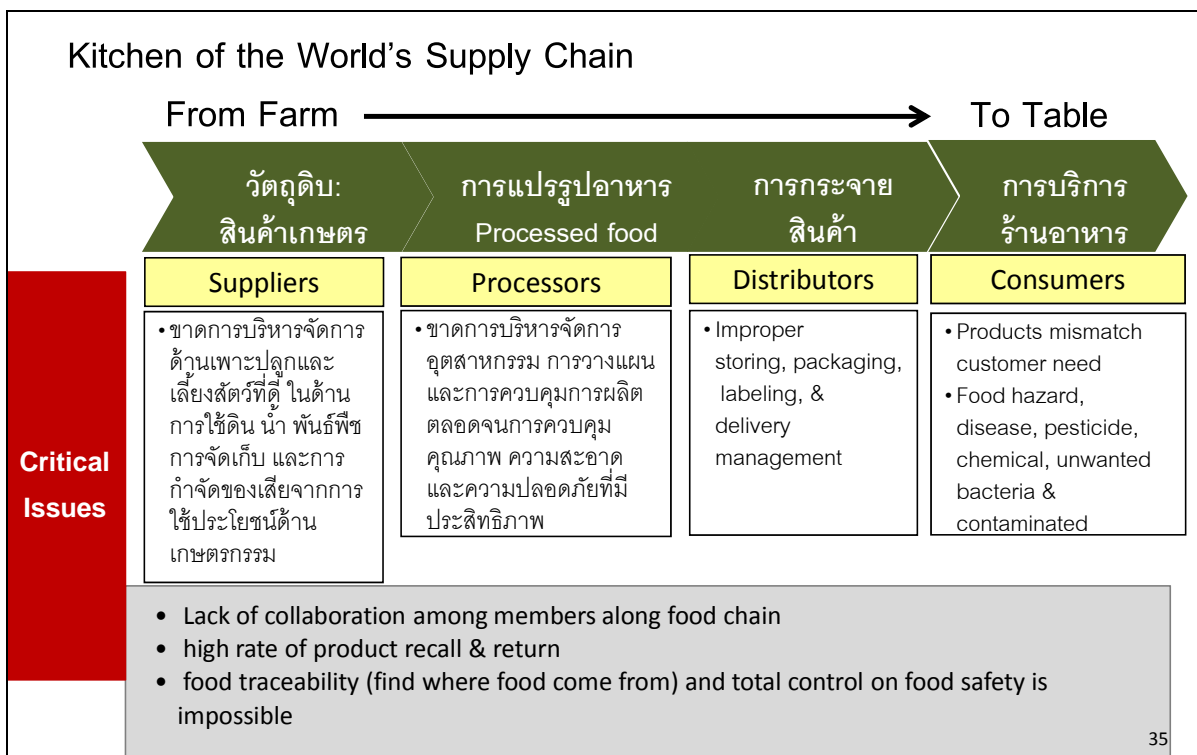 Kitchen of the World's Supply Chain
From Farm
To Table
วัตถุดิบ:
สินค้าเกษตร
การแปรรูปอาหาร
Processed food
การกระจาย
สินค้า
การบริการ
ร้านอาหาร
Critical
Issues
Suppliers
• ขาดการบริหารจัดการ
ด้านเพาะปลูกและ
เลี้ยงสัตว์ที่ดี ในด้าน
การใช้ดิน น้ำ พันธ์พืช
การจัดเก็บ และการ
กำจัดของเสียจากการ
ใช้ประโยชน์ด้าน
เกษตรกรรม
Processors
• ขาดการบริหารจัดการ
อุตสาหกรรม การวางแผน
และการควบคุมการผลิต
ตลอดจนการควบคุม
คุณภาพ ความสะอาด
และความปลอดภัยที่มี
ประสิทธิภาพ
Distributors
• Improper
storing, packaging,
labeling, &
delivery
management
Consumers
• Products mismatch
customer need
• Food hazard,
disease, pesticide,
chemical, unwanted
bacteria &
contaminated
• Lack of collaboration among members along food chain
• high rate of product recall & return
• food traceability (find where food come from) and total control on food safety is
impossible
35